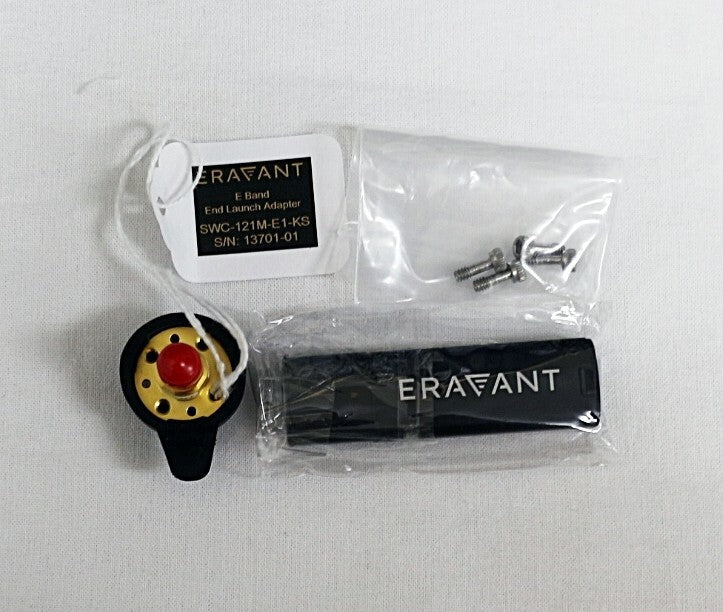 ERAVANT
E Band
End Launch Adapter
SWC-121M-E1-KS
S/N: 13701-01
ERAVANT